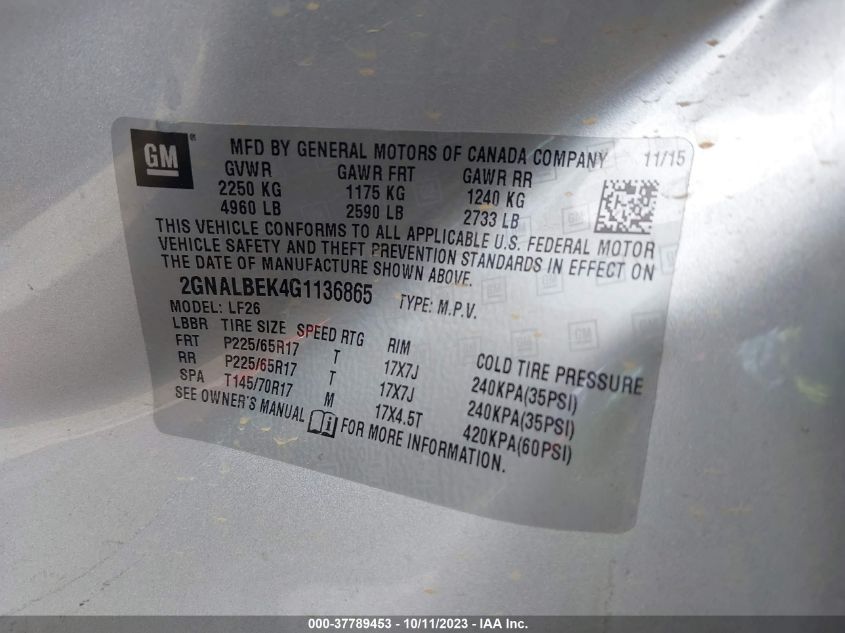 GM ® MFD BY GENERAL MOTORS OF CANADA COMPANY 11/15
GVWR GAWR FRT GAWR RR
2250 KG 1175 KG 1240 KG
4960 LB 2590 LB 2733 LB
THIS VEHICLE CONFORMS TO ALL APPLICABLE U.S. FEDERAL MOTOR
VEHICLE SAFETY AND THEFT PREVENTION STANDARDS IN EFFECT ON
THE DATE OF MANUFACTURE SHOWN ABOVE.
2GNALBEK4G1136865 TYPE: M.P.V.
MODEL: LF26
LBBR TIRE SIZE SPEED RTG RIM COLD TIRE PRESSURE
FRT P225/65R17 T 17X7J 240KPA(35PSI)
RR P225/65R17 T 17X7J 240KPA(35PSI)
SPA T145/70R17 M 17X4.5T 420KPA(60PSI)
SEE OWNER'S MANUAL FOR MORE INFORMATION.
000-37789453 - 10/11/2023 - IAA Inc.